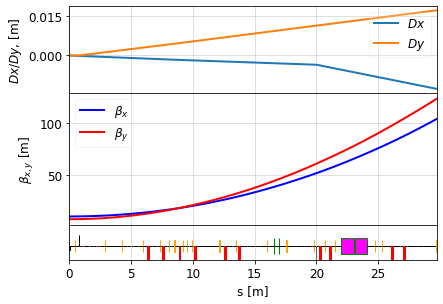 0.015
0.000
Dx/Dy, [m]
Dx
Dy
100
50
βx,y [m]
βx
βy
0 5 10 15 20 25
s [m]